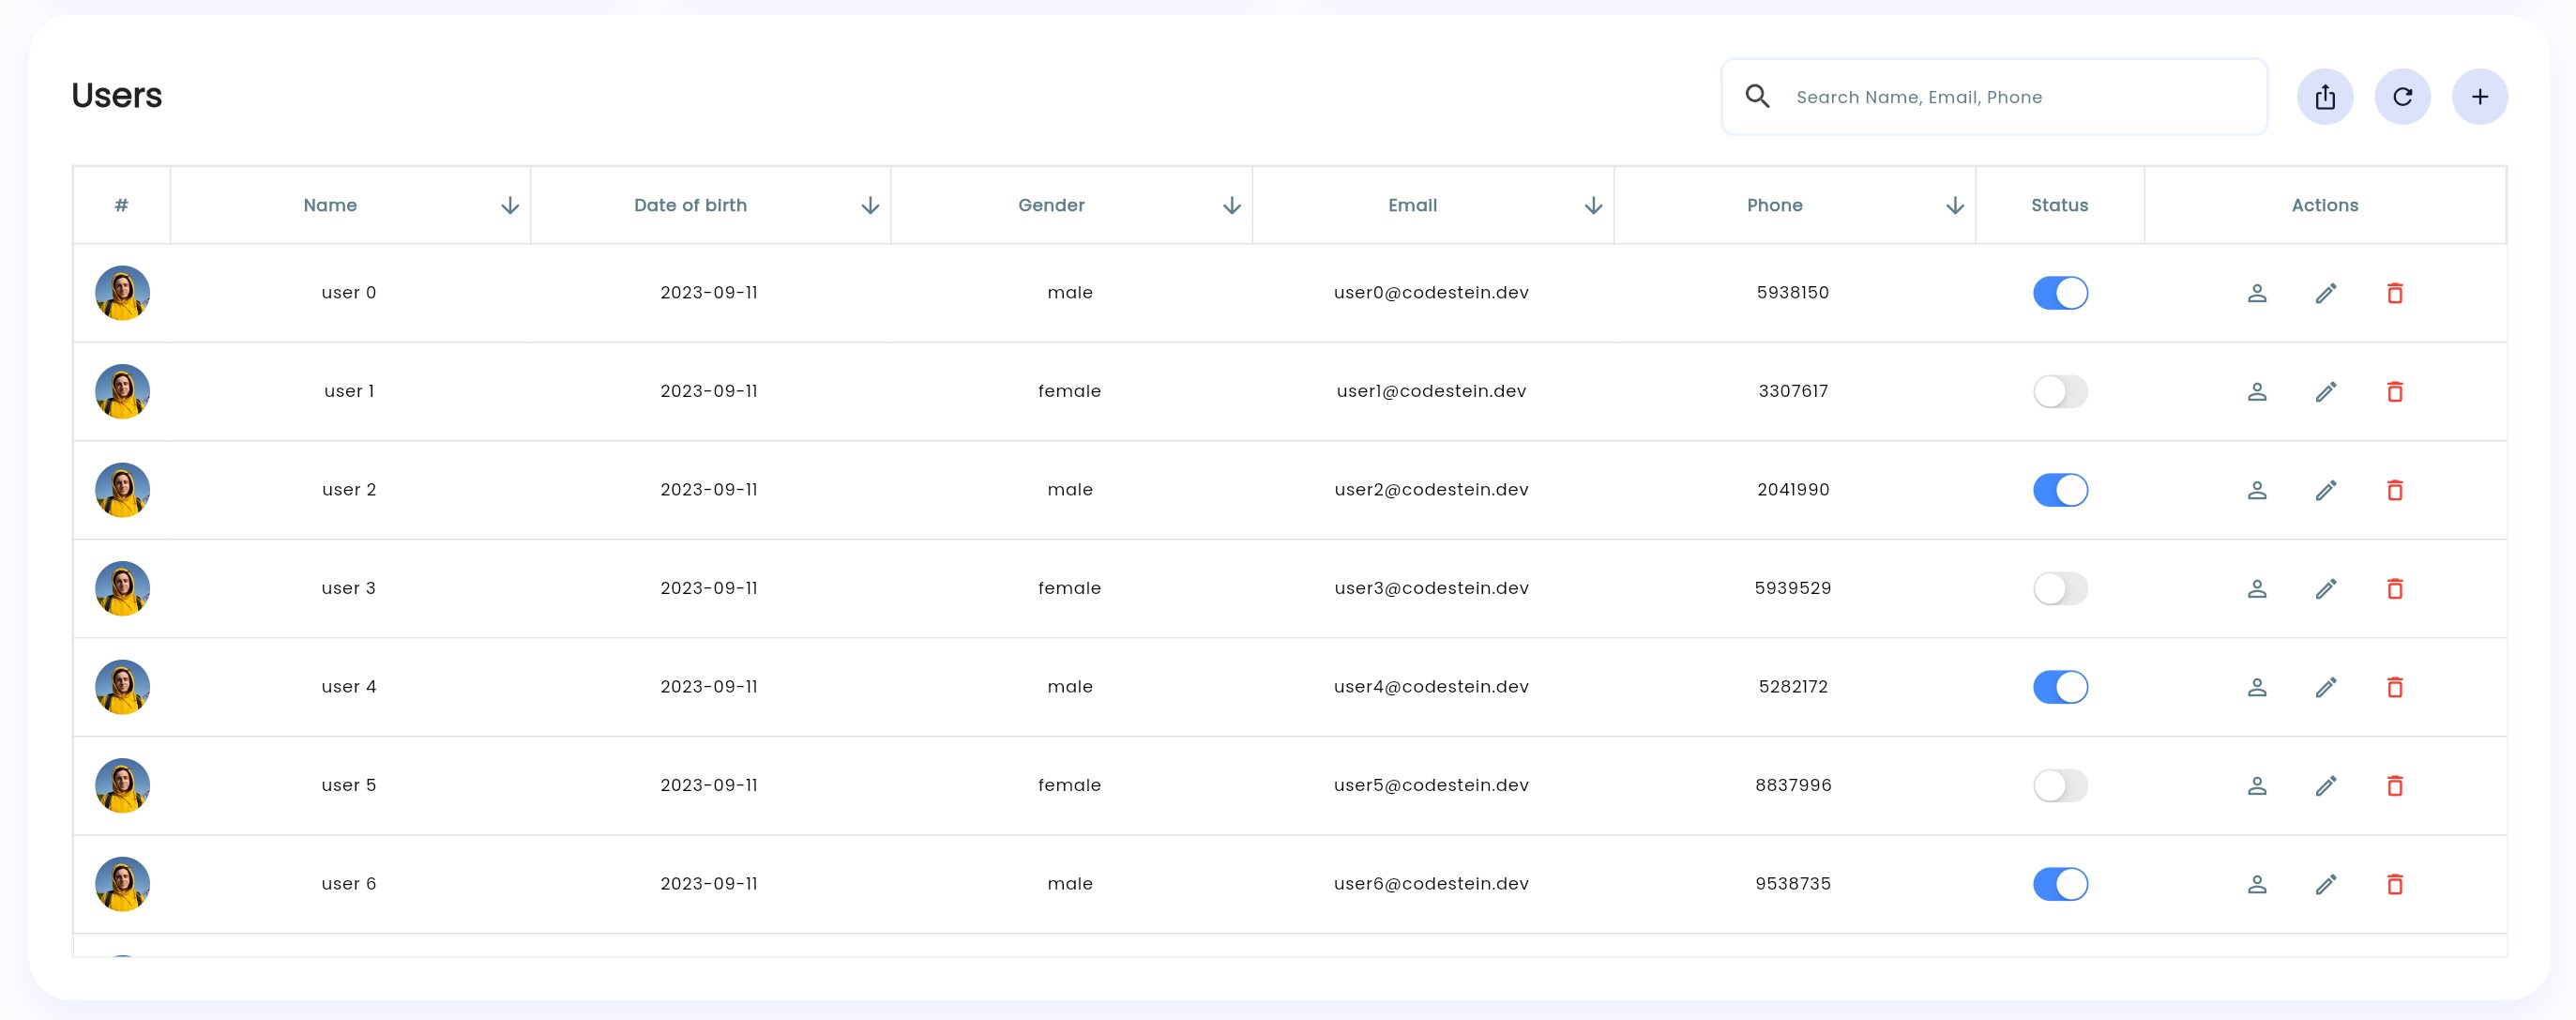 Users
Search Name, Email, Phone
# Name Date of birth Gender Email Phone Status Actions
user 0 2023-09-11 male user0@codestein.dev 5938150
user 1 2023-09-11 female user1@codestein.dev 3307617
user 2 2023-09-11 male user2@codestein.dev 2041990
user 3 2023-09-11 female user3@codestein.dev 5939529
user 4 2023-09-11 male user4@codestein.dev 5282172
user 5 2023-09-11 female user5@codestein.dev 8837996
user 6 2023-09-11 male user6@codestein.dev 9538735